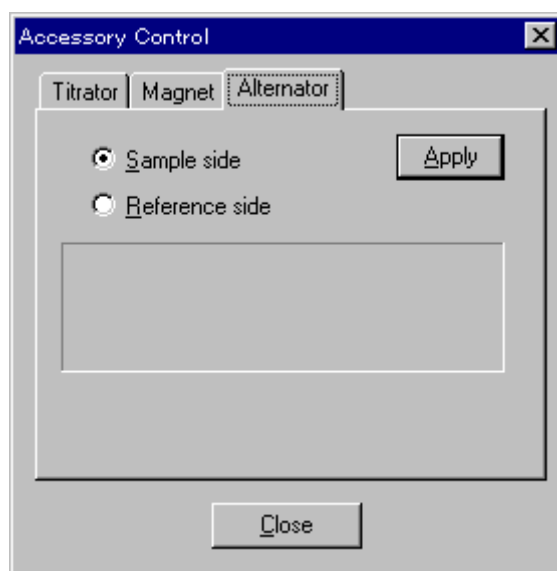 Accessory Control
Titrator Magnet Alternator
Sample side Apply
Reference side
Close